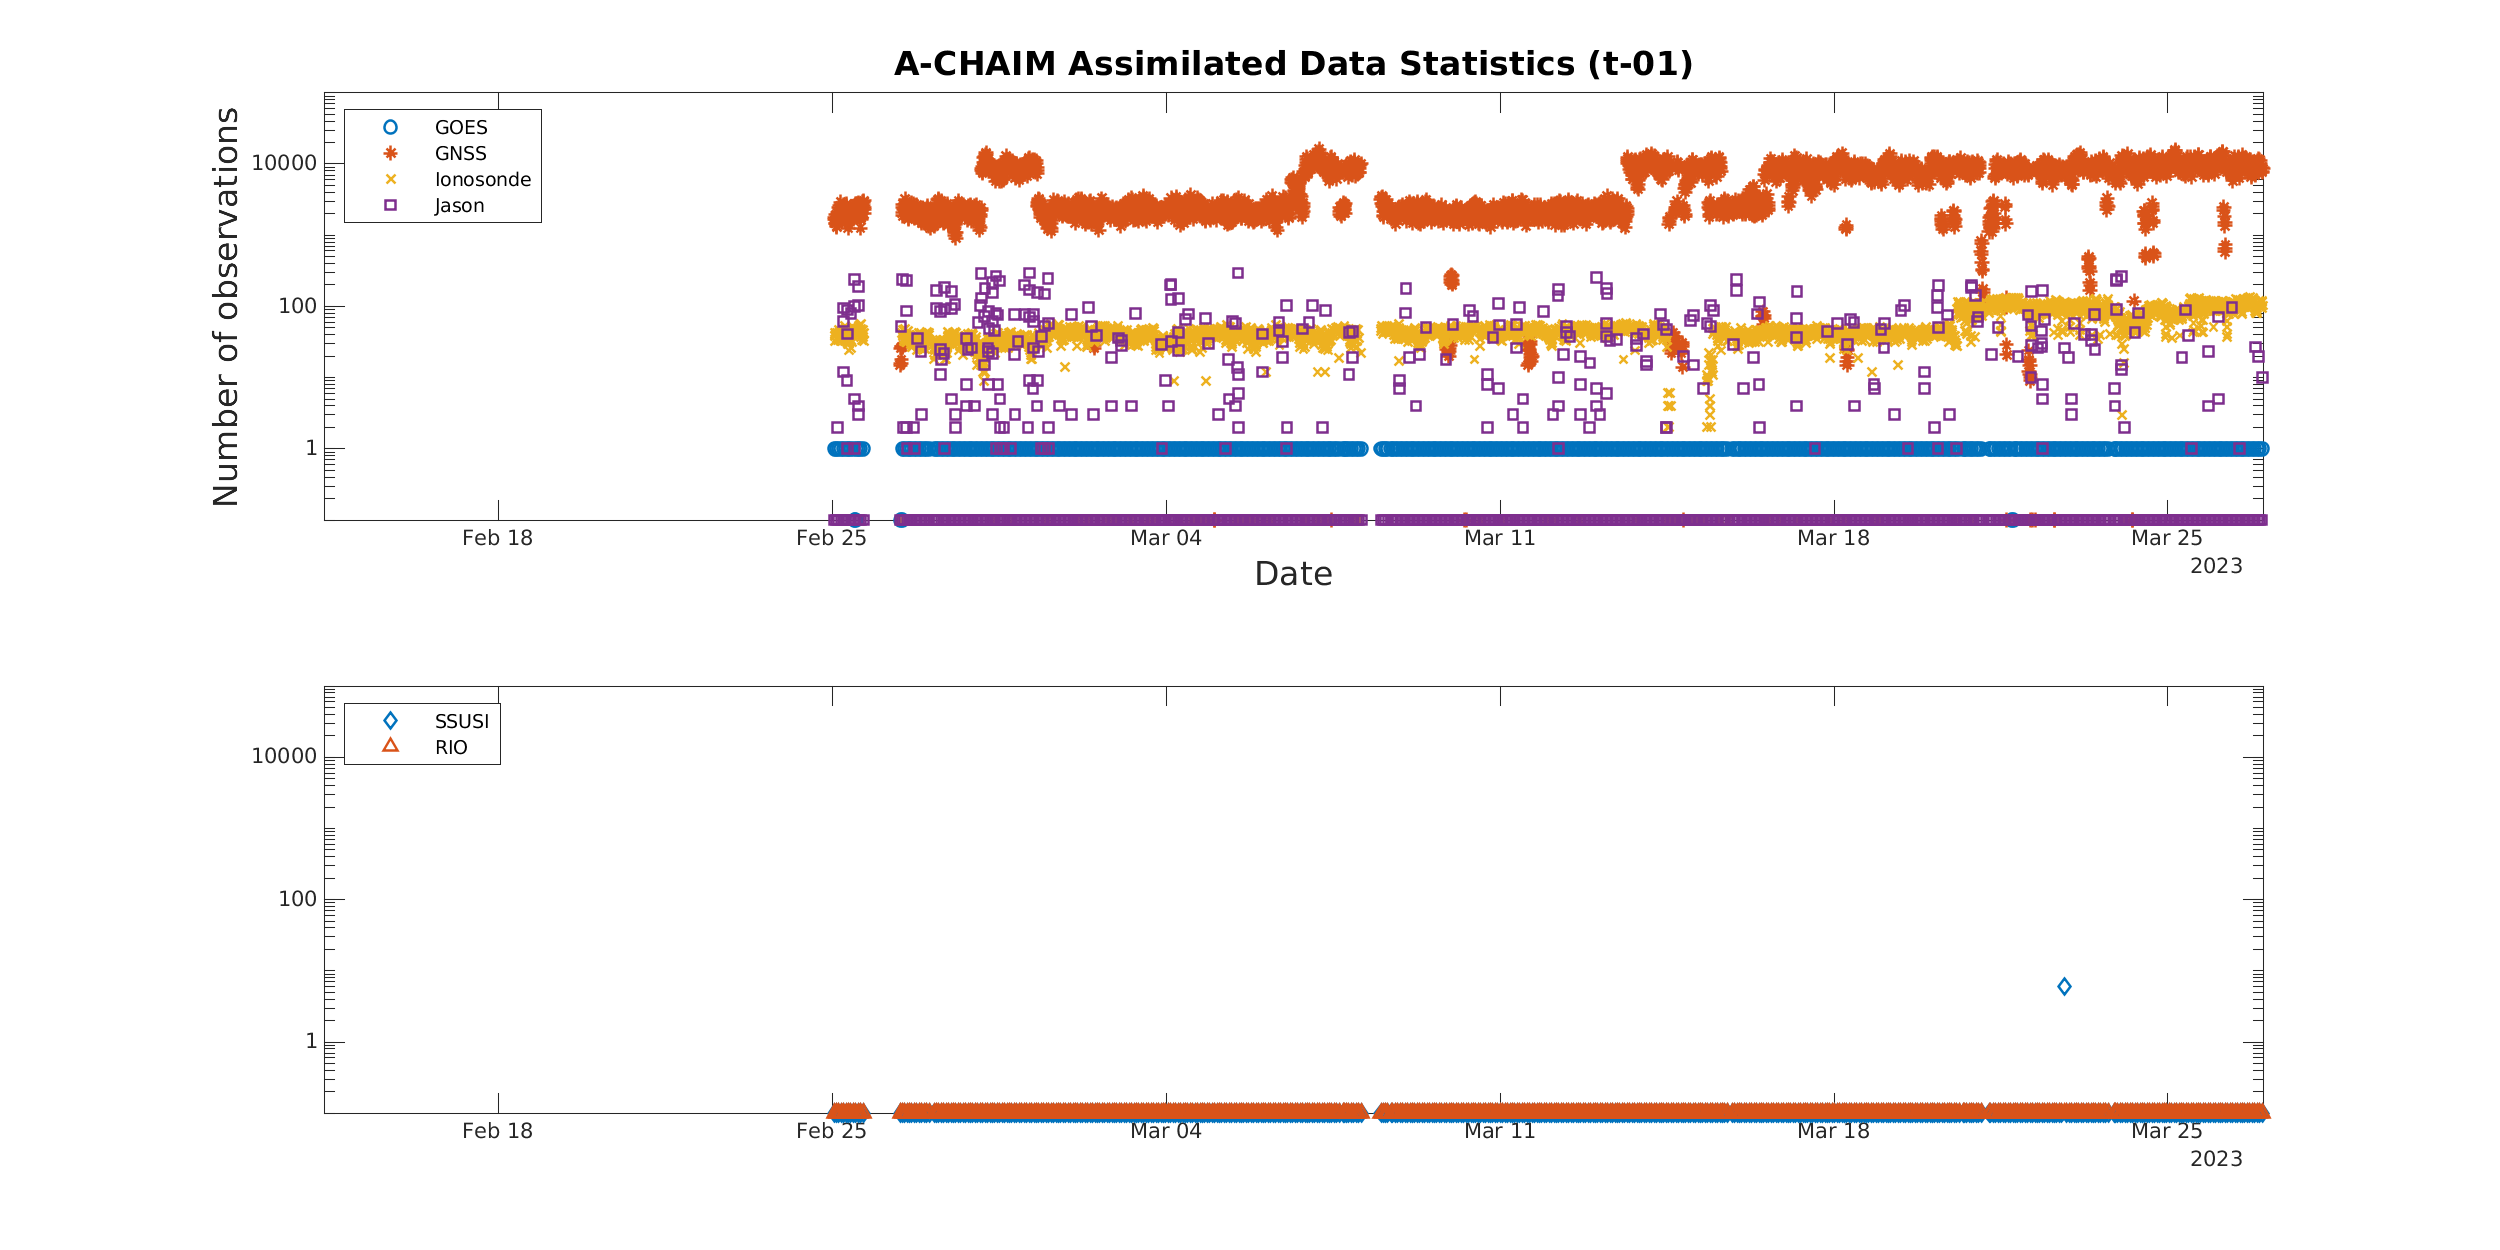 A-CHAIM Assimilated Data Statistics (t-01)
GOES
GNSS
Ionosonde
Jason
Number of observations
10000
100
1
Feb 18 Feb 25 Mar 04 Mar 11 Mar 18 Mar 25
2023
Date
SSUSI
RIO
10000
100
1
Feb 18 Feb 25 Mar 04 Mar 11 Mar 18 Mar 25
2023